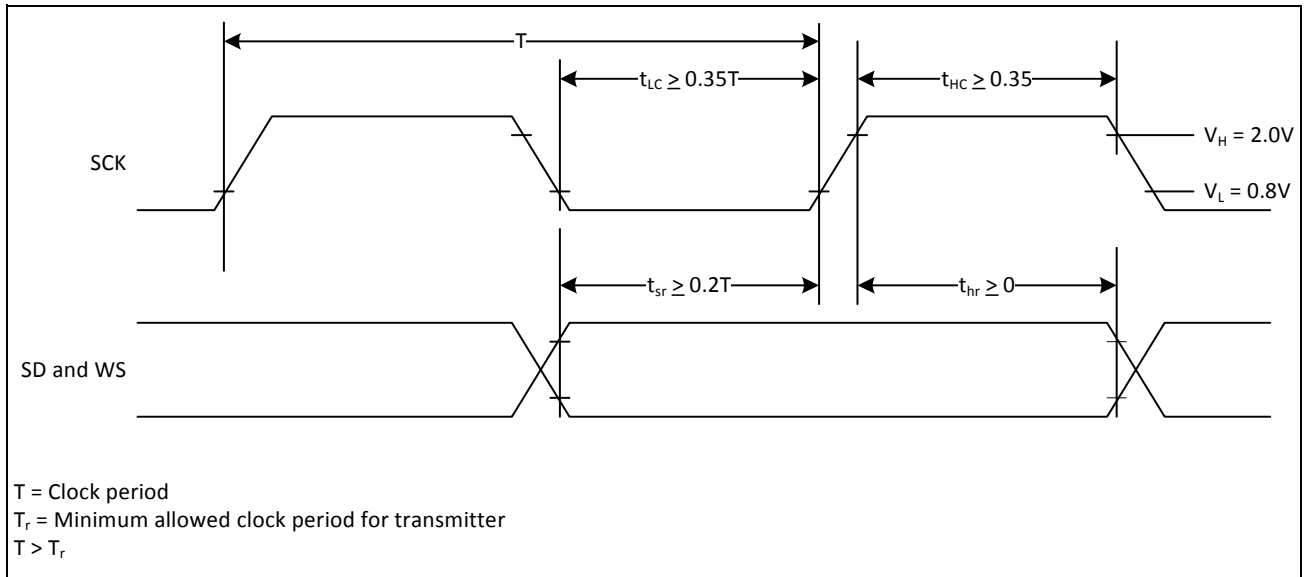 T
t_LC ≥ 0.35T
t_HC ≥ 0.35
SCK
V_H = 2.0V
V_L = 0.8V
t_sr ≥ 0.2T
t_hr ≥ 0
SD and WS
T = Clock period
T_r = Minimum allowed clock period for transmitter
T > T_r